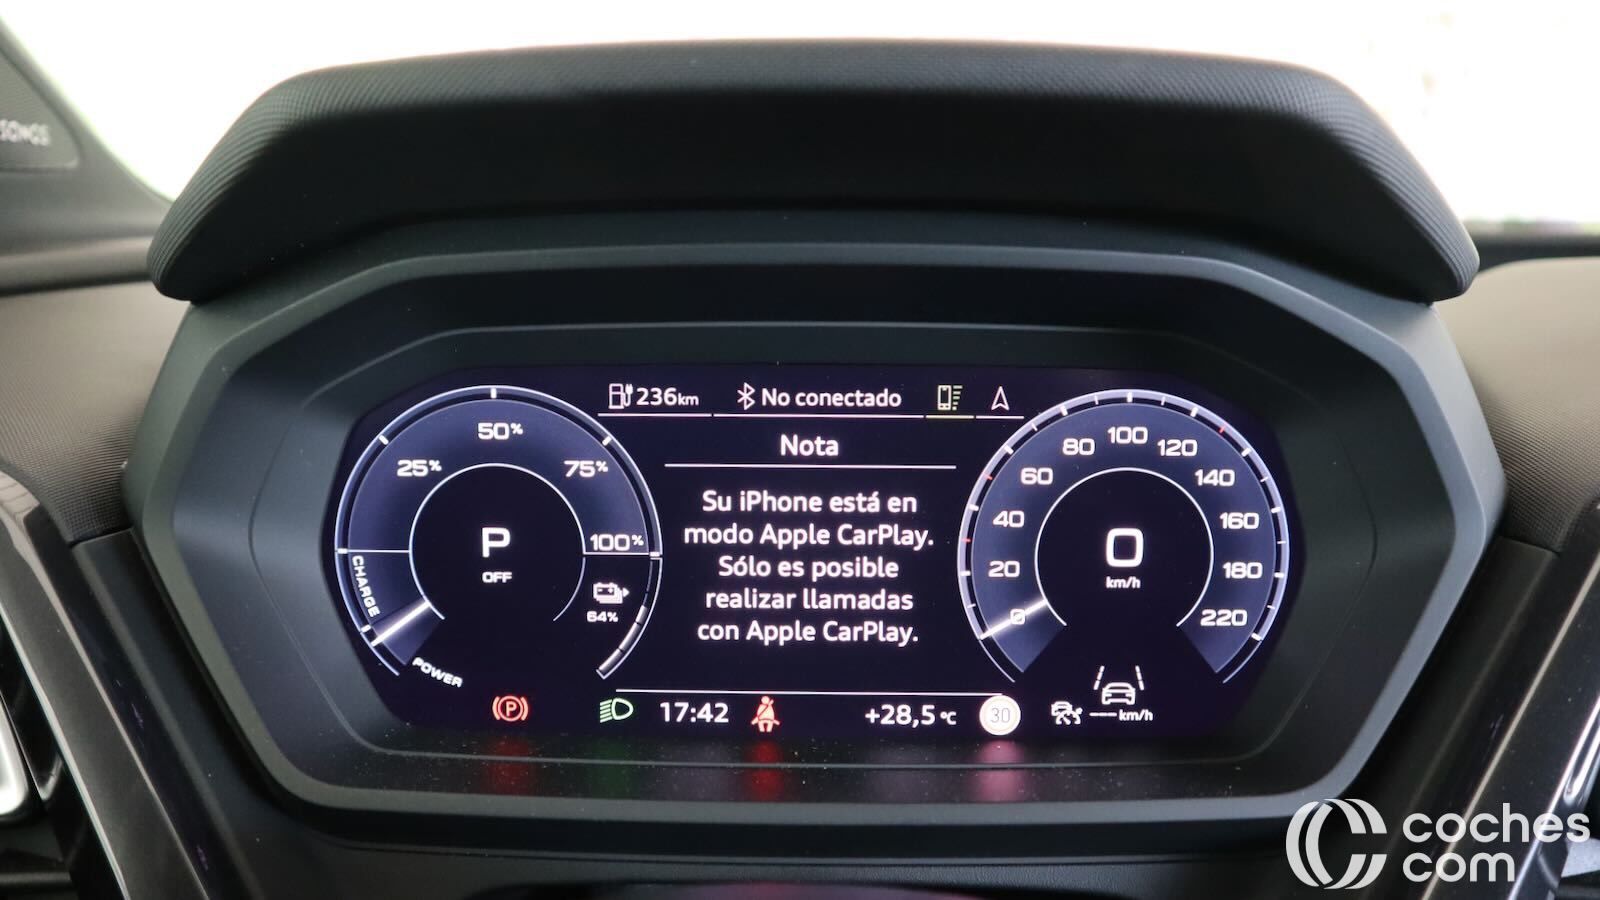 SONOS
236km
No conectado
Nota
Su iPhone está en
modo Apple CarPlay.
Sólo es posible
realizar llamadas
con Apple CarPlay.
25%
50%
75%
100%
CHARGE
POWER
P
OFF
64%
0
20
40
60
80
100
120
140
160
180
220
0
km/h
P
17:42
+28,5 °C
30
--- km/h
coches
com